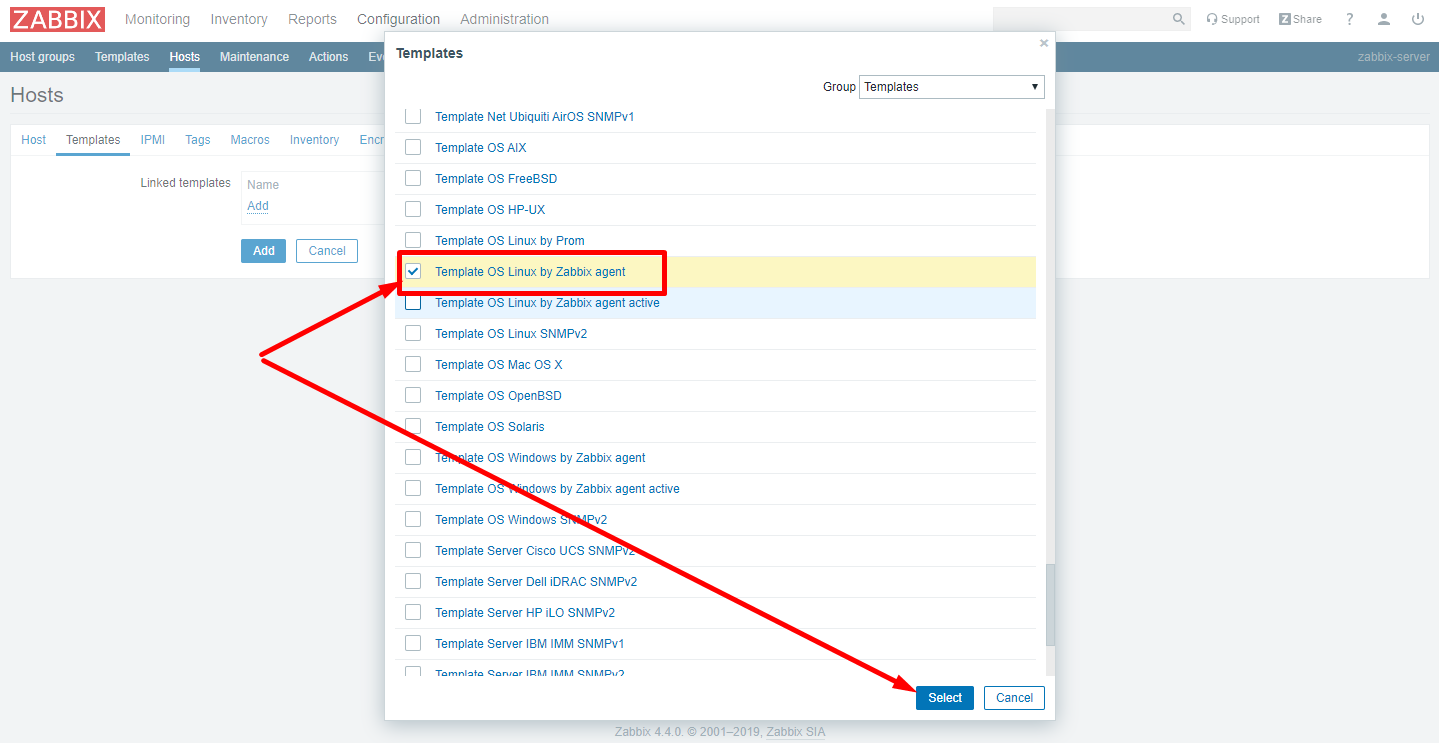 ZABBIX Monitoring Inventory Reports Configuration Administration Support Z Share ?
Host groups Templates Hosts Maintenance Actions zabbix-server
Templates ×
Group Templates
Hosts
Host Templates IPMI Tags Macros Inventory
Linked templates Name
Add
Add Cancel
Template Net Ubiquiti AirOS SNMPv1
Template OS AIX
Template OS FreeBSD
Template OS HP-UX
Template OS Linux by Prom
Template OS Linux by Zabbix agent
Template OS Linux by Zabbix agent active
Template OS Linux SNMPv2
Template OS Mac OS X
Template OS OpenBSD
Template OS Solaris
Template OS Windows by Zabbix agent
Template OS Windows by Zabbix agent active
Template OS Windows SNMPv2
Template Server Cisco UCS SNMPv2
Template Server Dell iDRAC SNMPv2
Template Server HP iLO SNMPv2
Template Server IBM IMM SNMPv1
Template Server IBM IMM SNMPv2
Select Cancel
Zabbix 4.4.0. © 2001–2019, Zabbix SIA